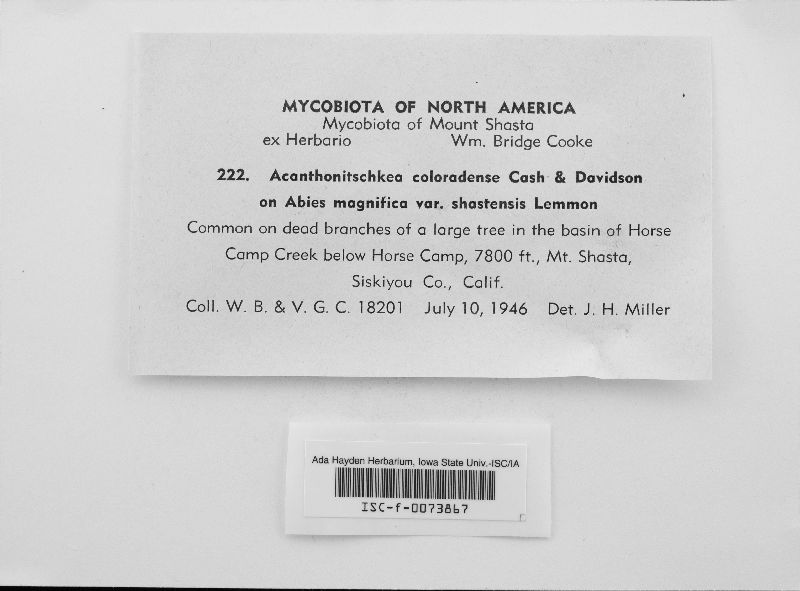 MYCOBIOTA OF NORTH AMERICA
Mycobiota of Mount Shasta
ex Herbario Wm. Bridge Cooke
222. Acanthonitschkea coloradense Cash & Davidson
on Abies magnifica var. shastensis Lemmon
Common on dead branches of a large tree in the basin of Horse
Camp Creek below Horse Camp, 7800 ft., Mt. Shasta,
Siskiyou Co., Calif.
Coll. W. B. & V. G. C. 18201 July 10, 1946 Det. J. H. Miller
Ada Hayden Herbarium, Iowa State Univ.-ISC/IA
ISC-f-0073867